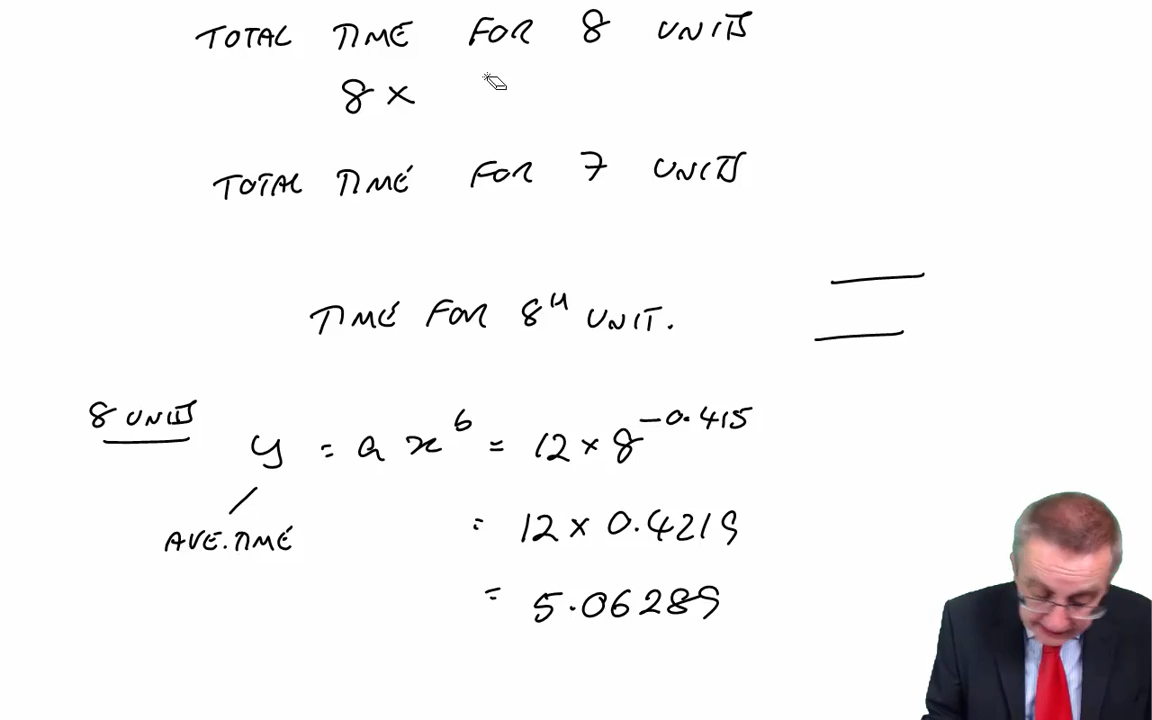 TOTAL TIME FOR 8 UNITS
8 ×
TOTAL TIME FOR 7 UNITS
TIME FOR 8th UNIT.
8 UNITS
y = a x^b = 12 × 8^-0.415
AVE. TIME
= 12 × 0.4219
= 5.06289